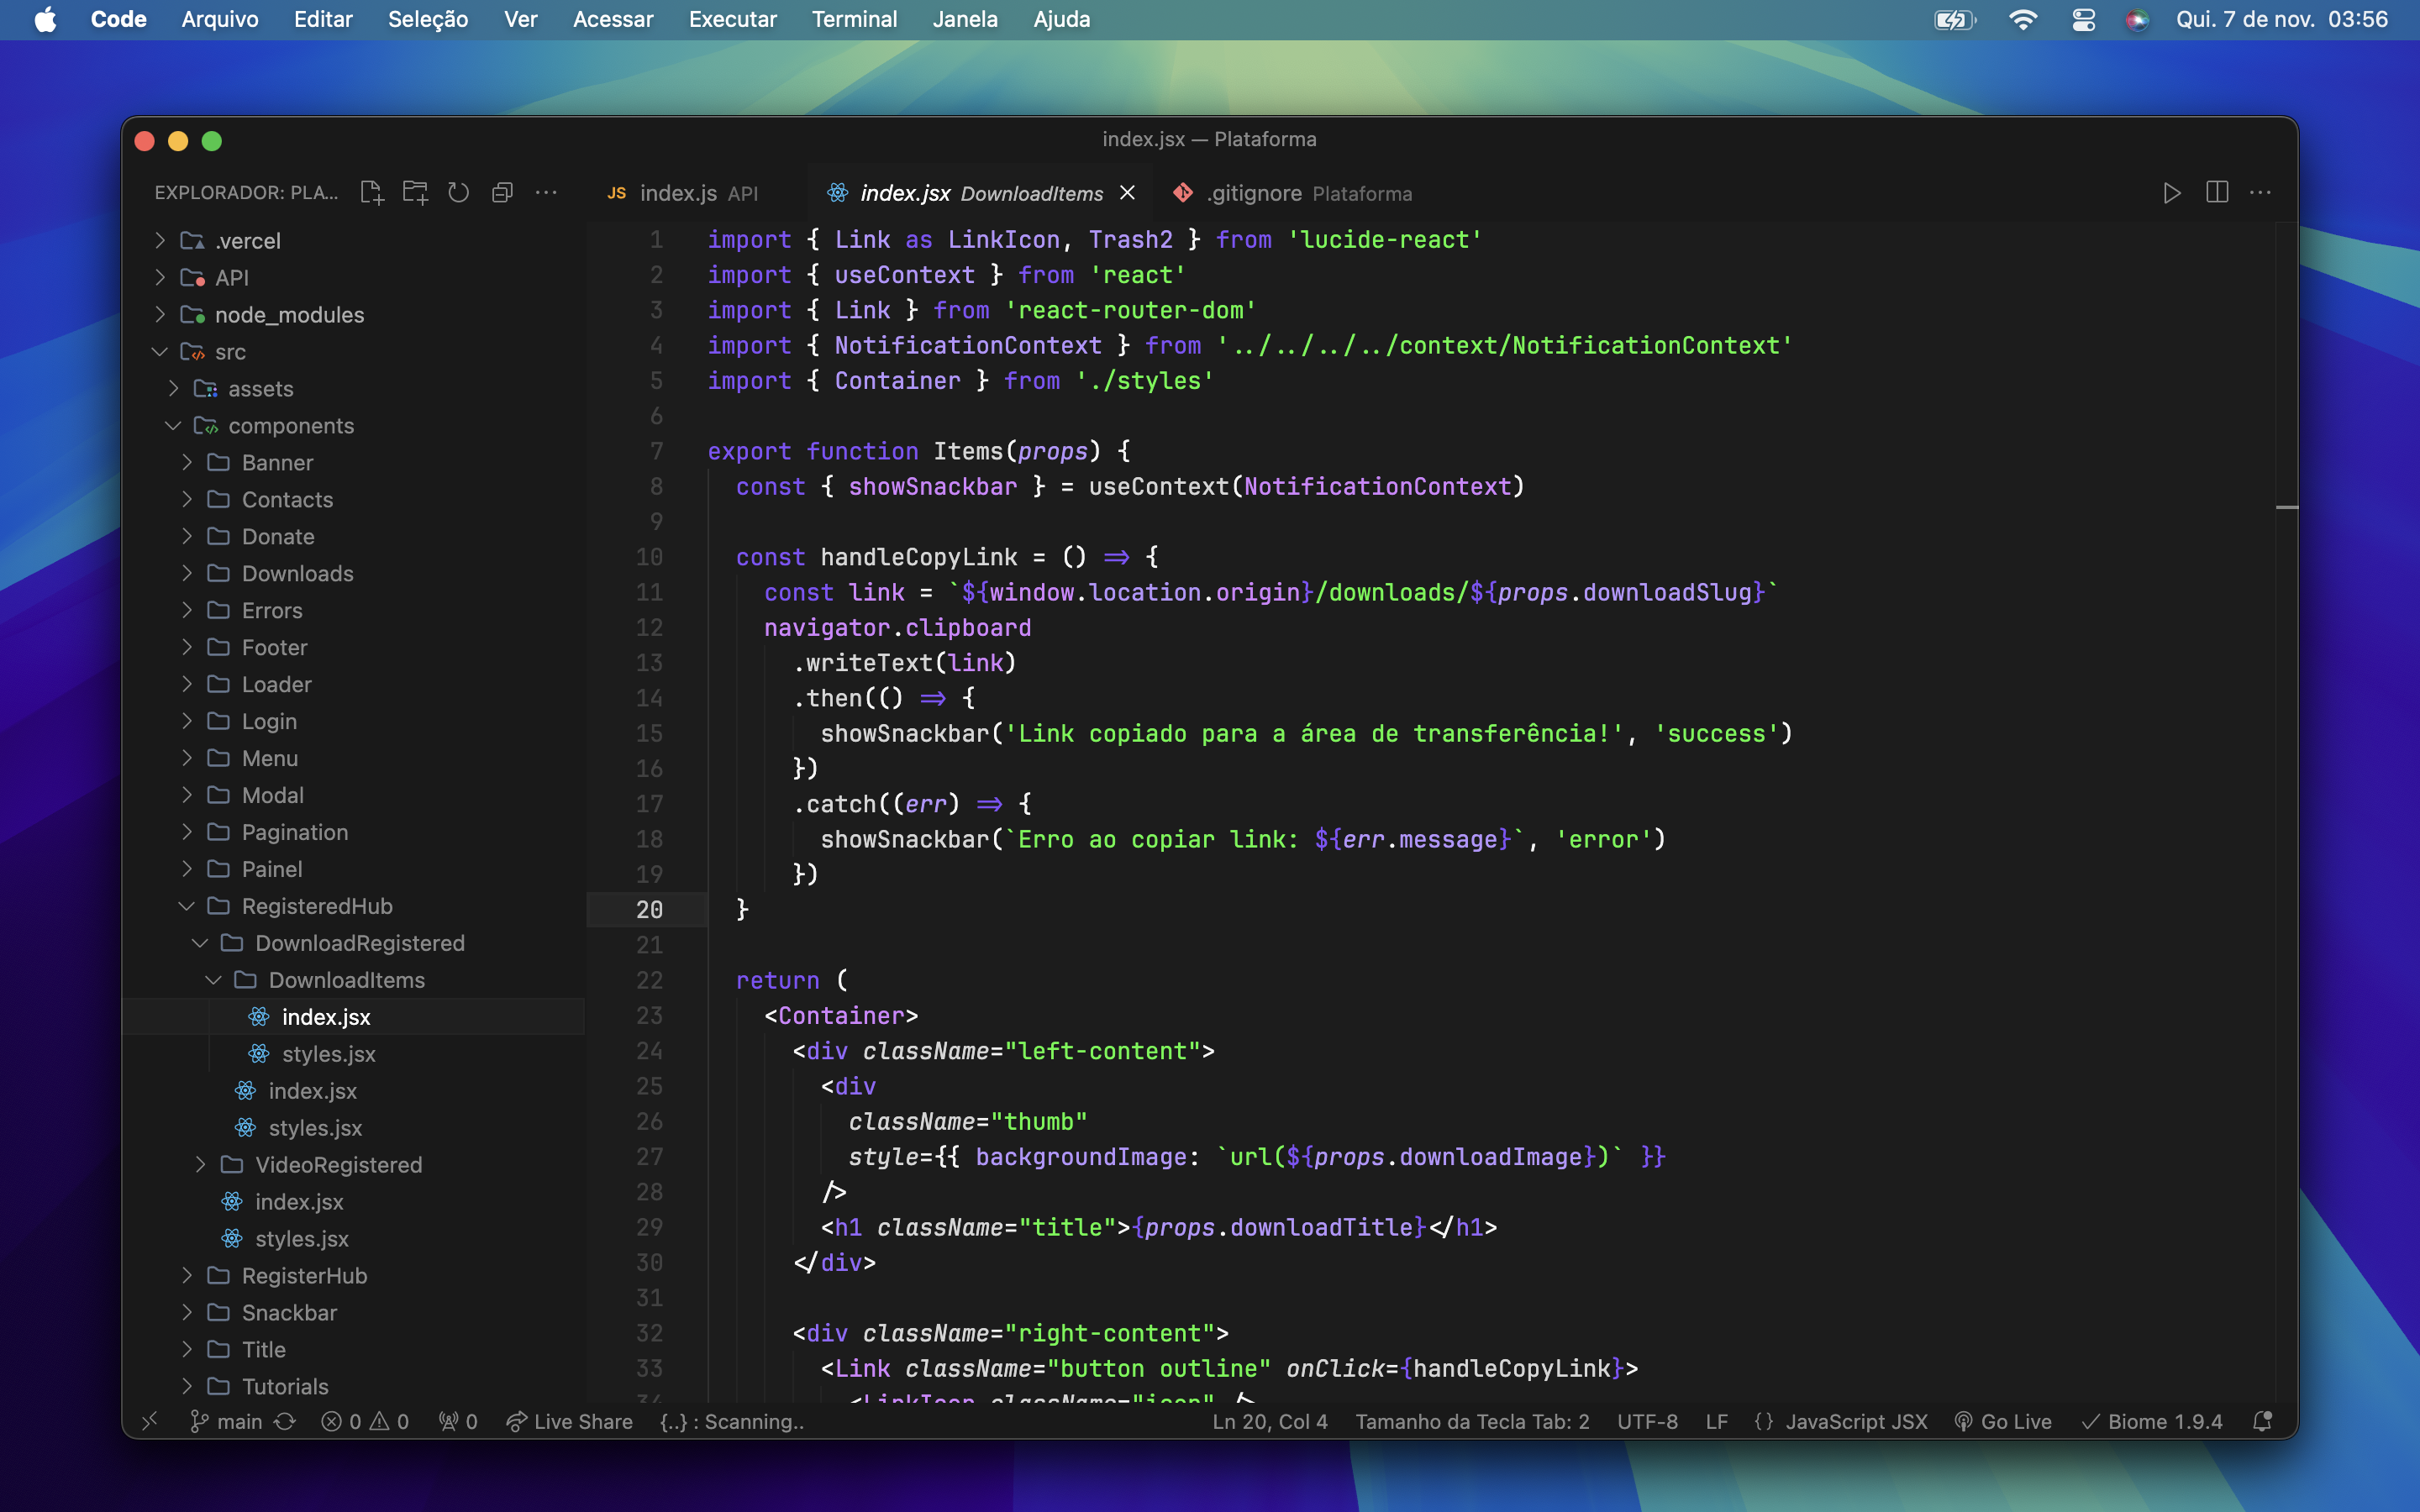 Code Arquivo Editar Seleção Ver Acessar Executar Terminal Janela Ajuda Qui. 7 de nov. 03:56
index.jsx — Plataforma
EXPLORADOR: PLA...
JS index.js API
index.jsx DownloadItems
.gitignore Plataforma
.vercel
API
node_modules
src
assets
components
Banner
Contacts
Donate
Downloads
Errors
Footer
Loader
Login
Menu
Modal
Pagination
Painel
RegisteredHub
DownloadRegistered
DownloadItems
index.jsx
styles.jsx
index.jsx
styles.jsx
VideoRegistered
index.jsx
styles.jsx
RegisterHub
Snackbar
Title
Tutorials
1 import { Link as LinkIcon, Trash2 } from 'lucide-react'
2 import { useContext } from 'react'
3 import { Link } from 'react-router-dom'
4 import { NotificationContext } from '../../../../context/NotificationContext'
5 import { Container } from './styles'
6
7 export function Items(props) {
8 const { showSnackbar } = useContext(NotificationContext)
9
10 const handleCopyLink = () => {
11 const link = `${window.location.origin}/downloads/${props.downloadSlug}`
12 navigator.clipboard
13 .writeText(link)
14 .then(() => {
15 showSnackbar('Link copiado para a área de transferência!', 'success')
16 })
17 .catch((err) => {
18 showSnackbar(`Erro ao copiar link: ${err.message}`, 'error')
19 })
20 }
21
22 return (
23 <Container>
24 <div className="left-content">
25 <div
26 className="thumb"
27 style={{ backgroundImage: `url(${props.downloadImage})` }}
28 />
29 <h1 className="title">{props.downloadTitle}</h1>
30 </div>
31
32 <div className="right-content">
33 <Link className="button outline" onClick={handleCopyLink}>
34 <LinkIcon className="icon" />
main 0 0 0 Live Share {..} : Scanning.. Ln 20, Col 4 Tamanho da Tecla Tab: 2 UTF-8 LF {} JavaScript JSX Go Live Biome 1.9.4